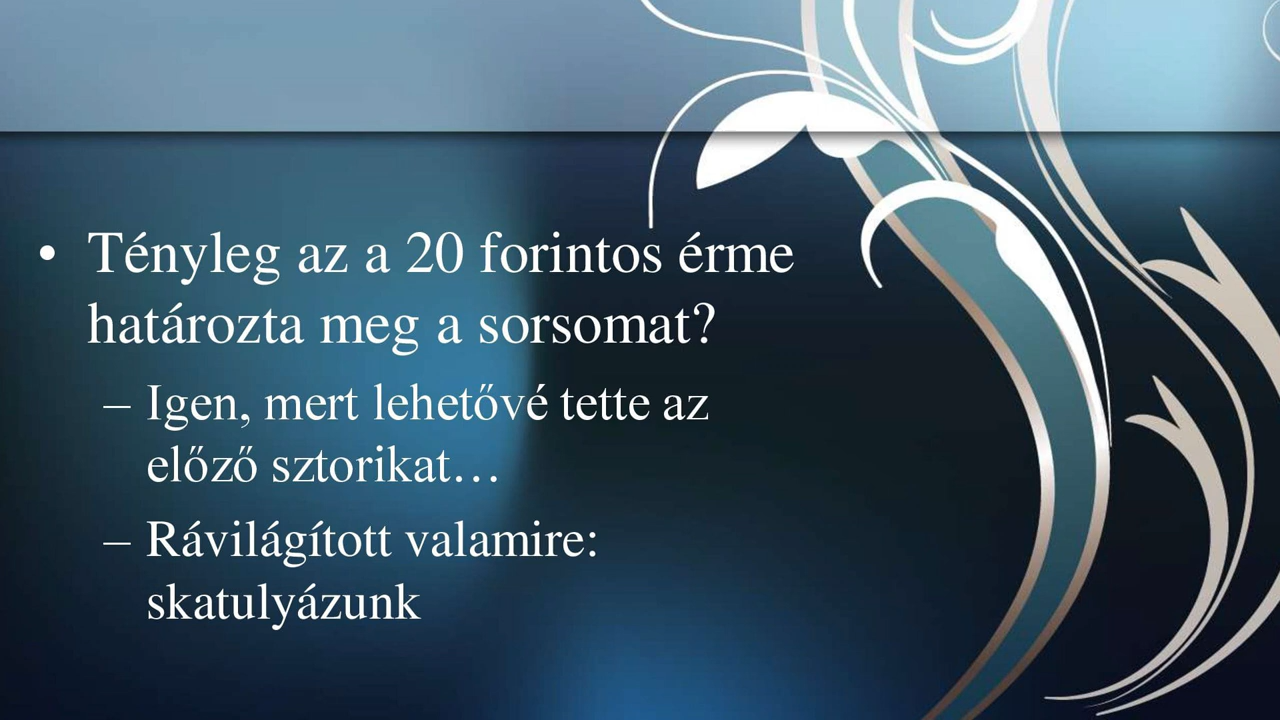 • Tényleg az a 20 forintos érme
határozta meg a sorsomat?
– Igen, mert lehetővé tette az
előző sztorikat…
– Rávilágított valamire:
skatulyázunk